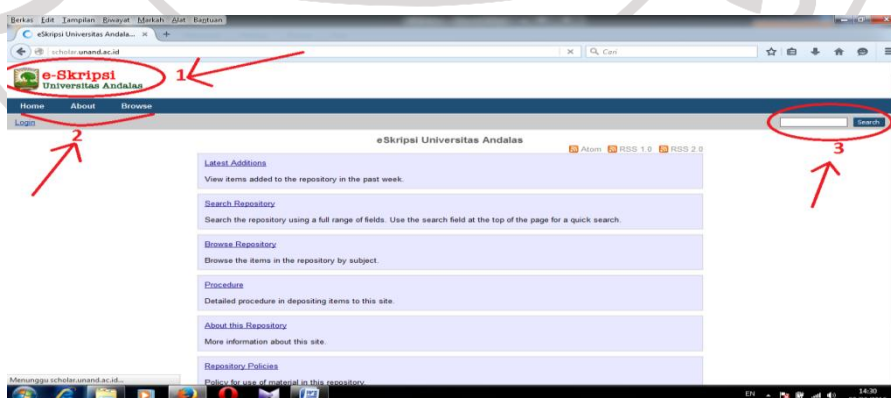 Berkas Edit Tampilan Riwayat Markah Alat Bantuan
eSkripsi Universitas Andala... × +
scholar.unand.ac.id × Cari
e-Skripsi 1
Universitas Andalas
Home About Browse
Login Search
2 3
eSkripsi Universitas Andalas
Atom RSS 1.0 RSS 2.0
Latest Additions
View items added to the repository in the past week.
Search Repository
Search the repository using a full range of fields. Use the search field at the top of the page for a quick search.
Browse Repository
Browse the items in the repository by subject.
Procedure
Detailed procedure in depositing items to this site.
About this Repository
More information about this site.
Repository Policies
Policy for use of material in this repository.
Menunggu scholar.unand.ac.id...
EN 14:30